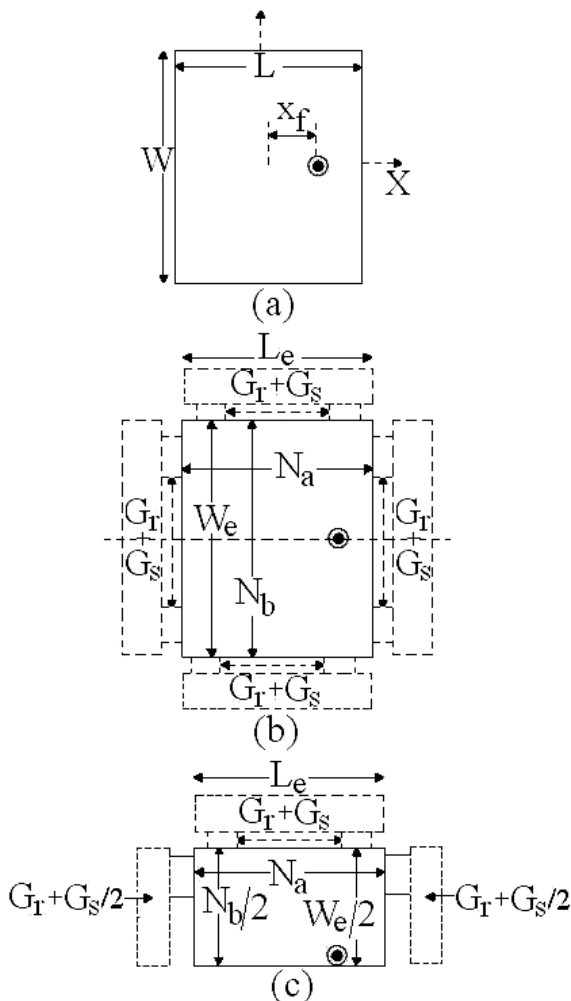 L
x_f
W
X
(a)
L_e
G_r+G_s
N_a
G_r
+
G_s
W_e
G_r
+
G_s
N_b
G_r+G_s
(b)
L_e
G_r+G_s
N_a
G_r+G_s/2
N_b/2
W_e/2
G_r+G_s/2
(c)